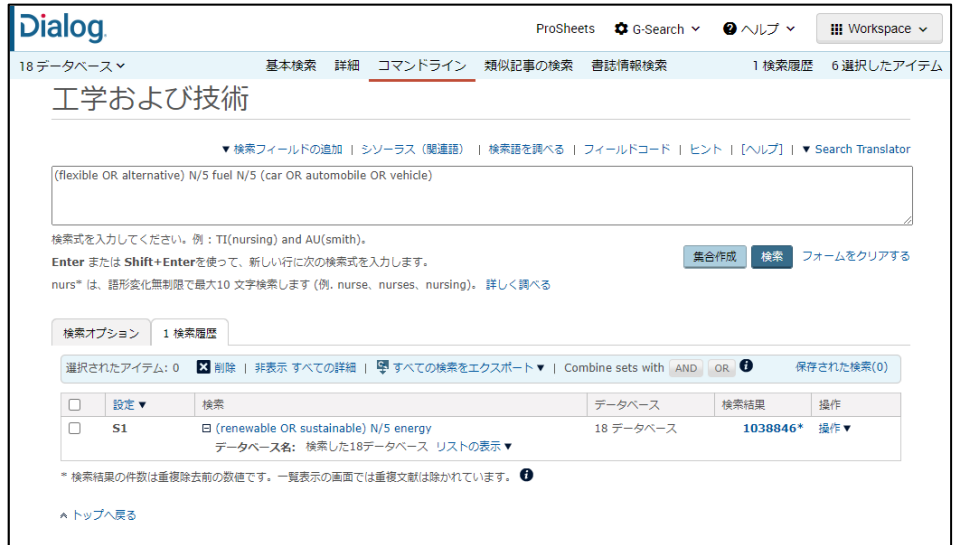 Dialog. ProSheets G-Search ヘルプ Workspace
18 データベース 基本検索 詳細 コマンドライン 類似記事の検索 書誌情報検索 1 検索履歴 6 選択したアイテム
工学および技術
▼ 検索フィールドの追加 | シソーラス（関連語） | 検索語を調べる | フィールドコード | ヒント | [ヘルプ] | ▼ Search Translator
(flexible OR alternative) N/5 fuel N/5 (car OR automobile OR vehicle)
検索式を入力してください。例 : TI(nursing) and AU(smith)。
Enter または Shift+Enterを使って、新しい行に次の検索式を入力します。
集合作成 検索 フォームをクリアする
nurs* は、語形変化無制限で最大10 文字検索します (例. nurse、nurses、nursing)。 詳しく調べる
検索オプション 1 検索履歴
選択されたアイテム: 0 削除 | 非表示 すべての詳細 | すべての検索をエクスポート ▼ | Combine sets with AND OR 保存された検索(0)
設定 ▼ 検索 データベース 検索結果 操作
S1 (renewable OR sustainable) N/5 energy 18 データベース 1038846* 操作 ▼
データベース名: 検索した18データベース リストの表示 ▼
* 検索結果の件数は重複除去前の数値です。一覧表示の画面では重複文献は除かれています。
トップへ戻る